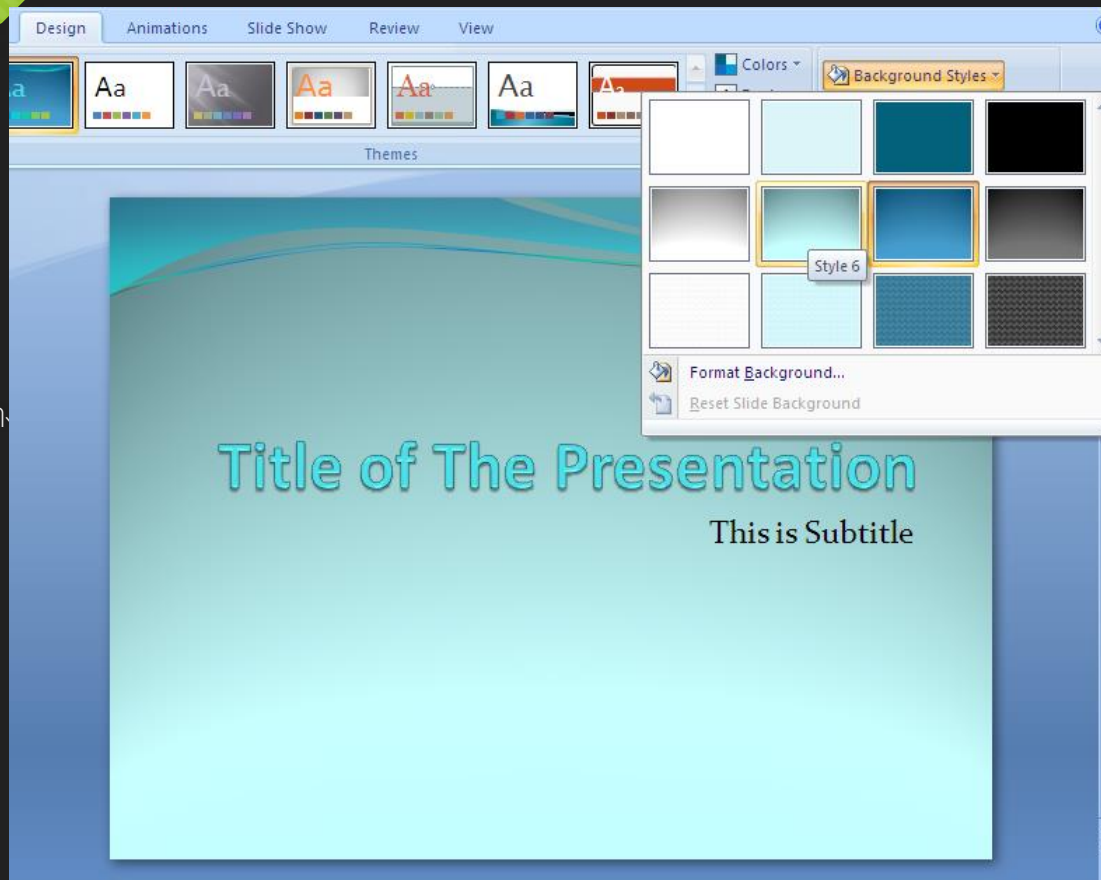 Design Animations Slide Show Review View
Aa Aa Aa Aa Aa Aa
Colors
Background Styles
Themes
Style 6
Format Background...
Reset Slide Background
Title of The Presentation
This is Subtitle